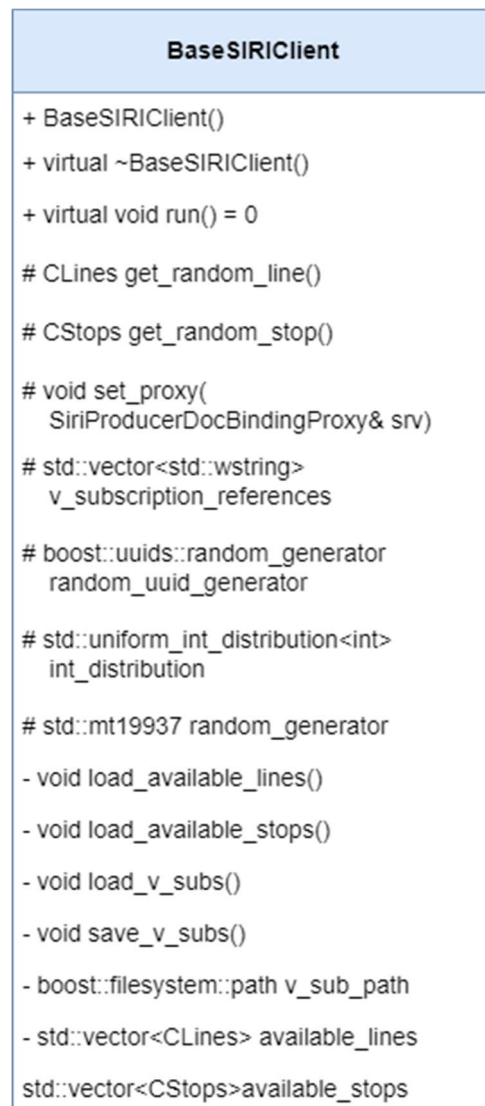 BaseSIRIClient
+ BaseSIRIClient()
+ virtual ~BaseSIRIClient()
+ virtual void run() = 0
# CLines get_random_line()
# CStops get_random_stop()
# void set_proxy(
SiriProducerDocBindingProxy& srv)
# std::vector<std::wstring>
v_subscription_references
# boost::uuids::random_generator
random_uuid_generator
# std::uniform_int_distribution<int>
int_distribution
# std::mt19937 random_generator
- void load_available_lines()
- void load_available_stops()
- void load_v_subs()
- void save_v_subs()
- boost::filesystem::path v_sub_path
- std::vector<CLines> available_lines
std::vector<CStops>available_stops